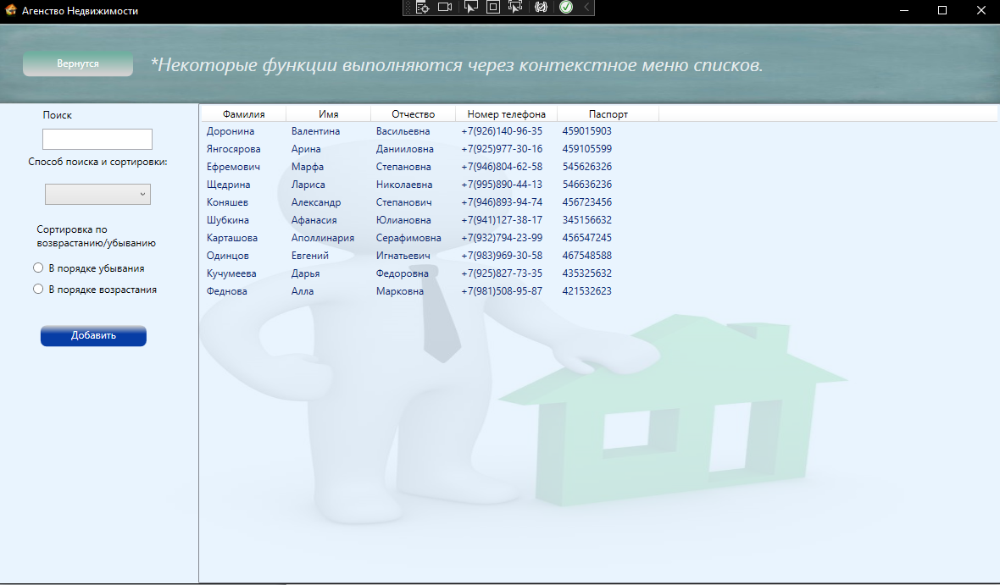 Агенство Недвижимости
Вернутся
*Некоторые функции выполняются через контекстное меню списков.
Поиск
Способ поиска и сортировки:
Сортировка по
возврастанию/убыванию
В порядке убывания
В порядке возрастания
Добавить
Фамилия Имя Отчество Номер телефона Паспорт
Доронина Валентина Васильевна +7(926)140-96-35 459015903
Янгосярова Арина Данииловна +7(925)977-30-16 459105599
Ефремович Марфа Степановна +7(946)804-62-58 545626326
Щедрина Лариса Николаевна +7(995)890-44-13 546636236
Коняшев Александр Степанович +7(946)893-94-74 456723456
Шубкина Афанасия Юлиановна +7(941)127-38-17 345156632
Карташова Аполлинария Серафимовна +7(932)794-23-99 456547245
Одинцов Евгений Игнатьевич +7(983)969-30-58 467548588
Кучумеева Дарья Федоровна +7(925)827-73-35 435325632
Феднова Алла Марковна +7(981)508-95-87 421532623